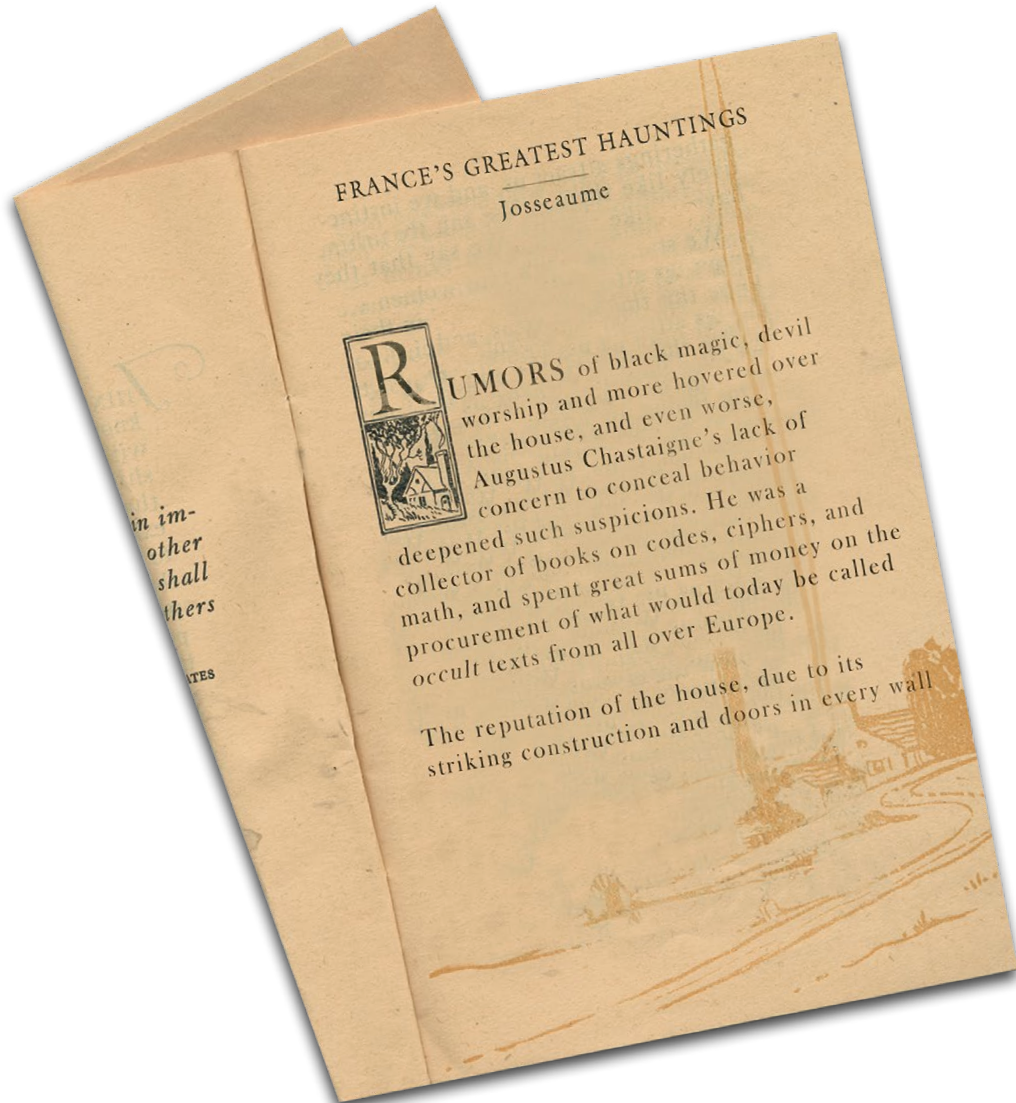 in im-
other
shall
thers
ATES
FRANCE'S GREATEST HAUNTINGS
Josseaume
RUMORS of black magic, devil
worship and more hovered over
the house, and even worse,
Augustus Chastaigne's lack of
concern to conceal behavior
deepened such suspicions. He was a
collector of books on codes, ciphers, and
math, and spent great sums of money on the
procurement of what would today be called
occult texts from all over Europe.
The reputation of the house, due to its
striking construction and doors in every wall